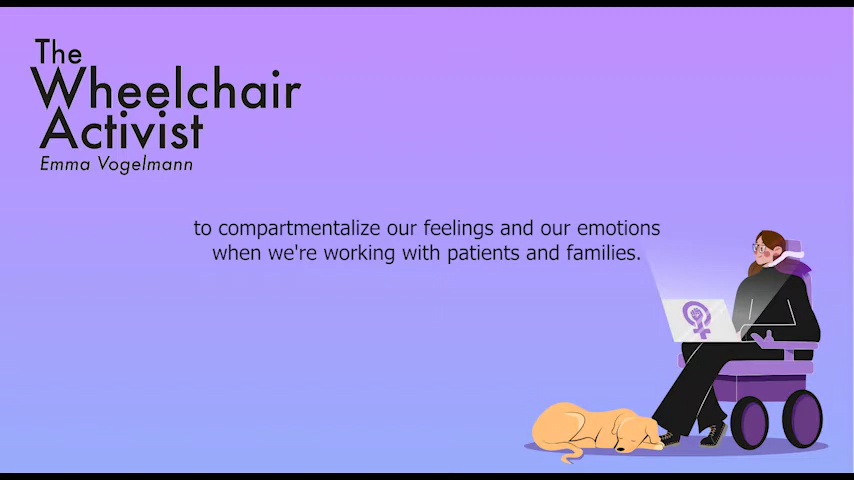 The
Wheelchair
Activist
Emma Vogelmann
to compartmentalize our feelings and our emotions
when we're working with patients and families.